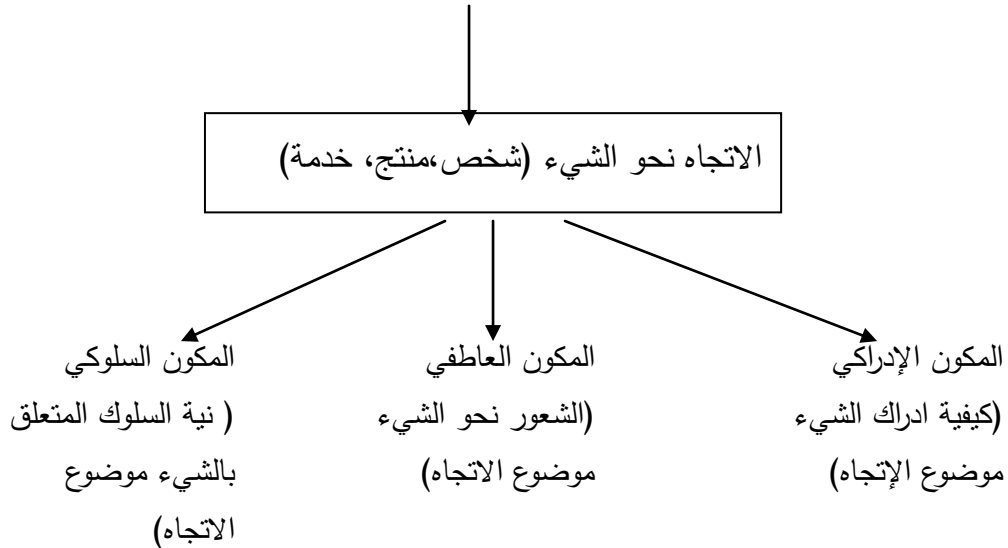 الاتجاه نحو الشيء (شخص،منتج، خدمة)
المكون الإدراكي
(كيفية ادراك الشيء
موضوع الإتجاه)
المكون العاطفي
(الشعور نحو الشيء
موضوع الاتجاه)
المكون السلوكي
( نية السلوك المتعلق
بالشيء موضوع
الاتجاه)